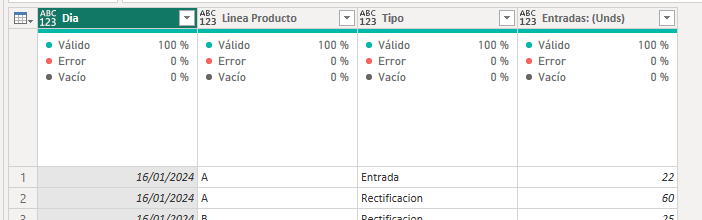 ABC 123 Dia ABC 123 Linea Producto ABC 123 Tipo ABC 123 Entradas: (Unds)
Válido 100 % Válido 100 % Válido 100 % Válido 100 %
Error 0 % Error 0 % Error 0 % Error 0 %
Vacío 0 % Vacío 0 % Vacío 0 % Vacío 0 %
1 16/01/2024 A Entrada 22
2 16/01/2024 A Rectificacion 60
3 16/01/2024 B Rectificacion 25